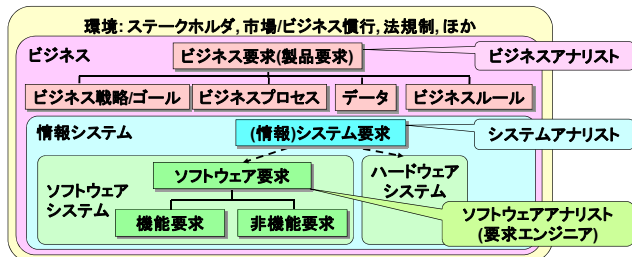 環境: ステークホルダ, 市場/ビジネス慣行, 法規制, ほか
ビジネス
ビジネス要求(製品要求)
ビジネスアナリスト
ビジネス戦略/ゴール
ビジネスプロセス
データ
ビジネスルール
情報システム
(情報)システム要求
システムアナリスト
ソフトウェア
システム
ソフトウェア要求
ハードウェア
システム
機能要求
非機能要求
ソフトウェアアナリスト
(要求エンジニア)